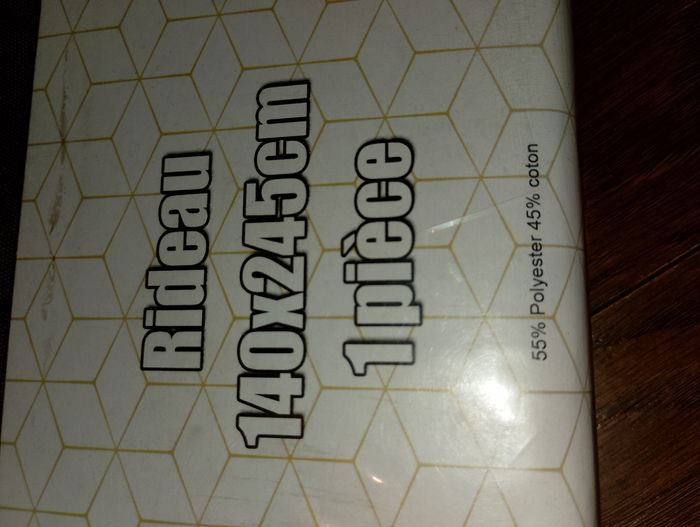 Rideau
140x245cm
1 pièce
55% Polyester 45% coton